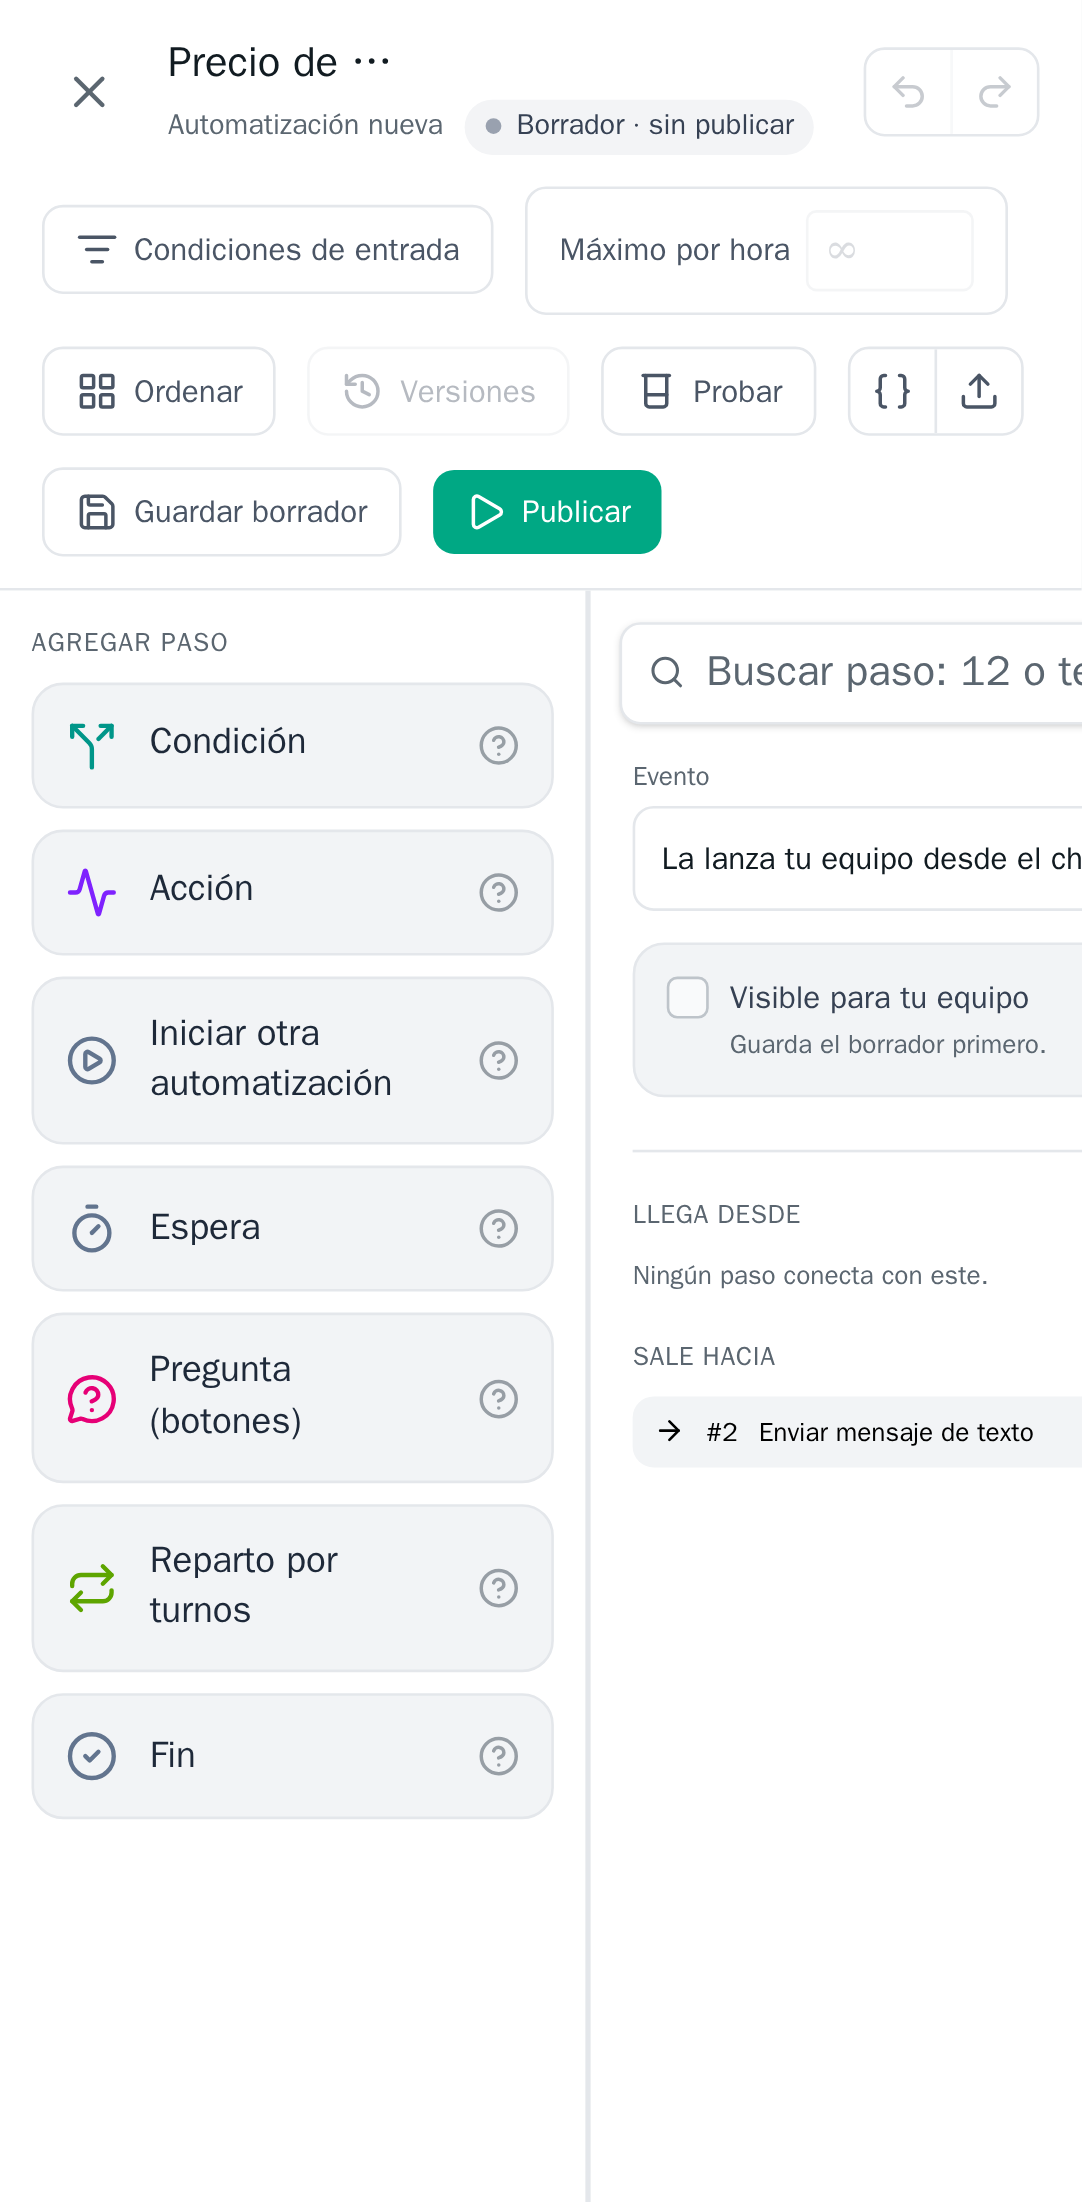 Precio de ···
Automatización nueva
Borrador · sin publicar
Condiciones de entrada
Máximo por hora
∞
Ordenar
Versiones
Probar
{}
Guardar borrador
Publicar
AGREGAR PASO
Condición
Acción
Iniciar otra
automatización
Espera
Pregunta
(botones)
Reparto por
turnos
Fin
Buscar paso: 12 o te
Evento
La lanza tu equipo desde el ch
Visible para tu equipo
Guarda el borrador primero.
LLEGA DESDE
Ningún paso conecta con este.
SALE HACIA
→ #2 Enviar mensaje de texto